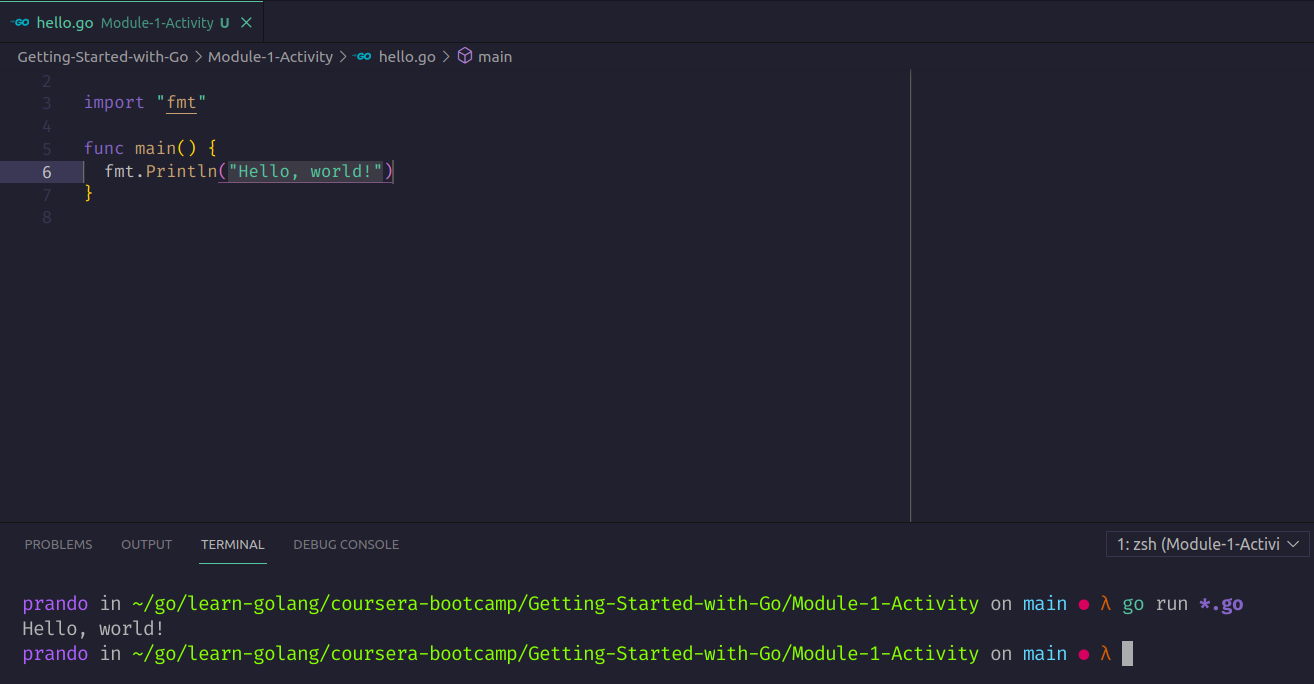 GO hello.go Module-1-Activity U
Getting-Started-with-Go > Module-1-Activity > GO hello.go > main
2
3 import "fmt"
4
5 func main() {
6 fmt.Println("Hello, world!")
7 }
8
PROBLEMS OUTPUT TERMINAL DEBUG CONSOLE 1: zsh (Module-1-Activi
prando in ~/go/learn-golang/coursera-bootcamp/Getting-Started-with-Go/Module-1-Activity on main ● λ go run *.go
Hello, world!
prando in ~/go/learn-golang/coursera-bootcamp/Getting-Started-with-Go/Module-1-Activity on main ● λ